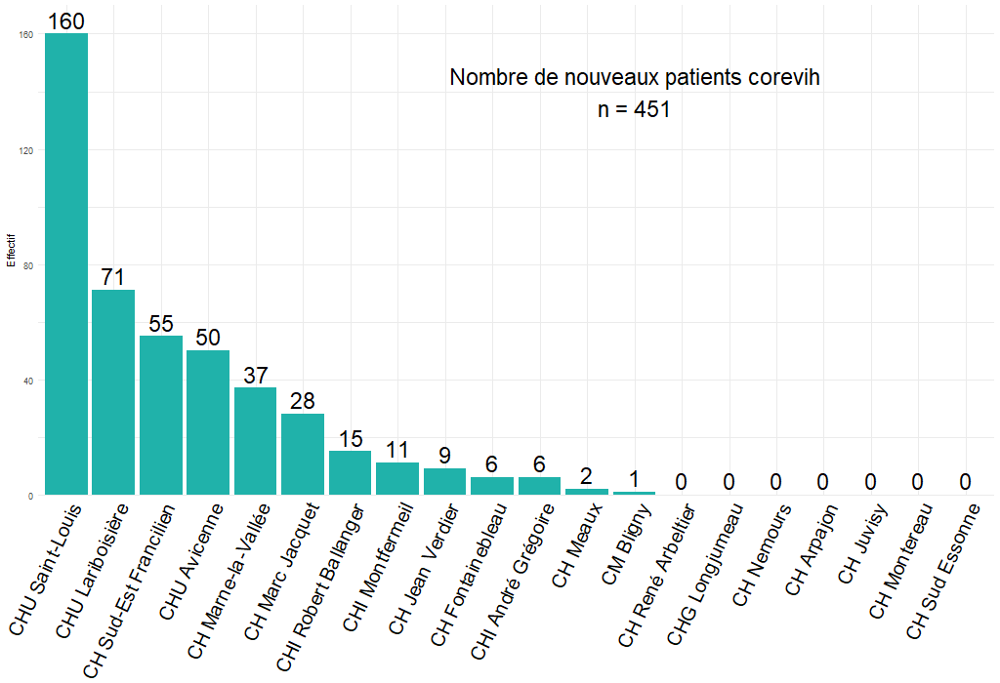 Nombre de nouveaux patients corevih
n = 451
Effectif
160
120
80
40
0
160
71
55
50
37
28
15
11
9
6
6
2
1
0
0
0
0
0
0
0
CHU Saint-Louis
CHU Lariboisière
CH Sud-Est Francilien
CHU Avicenne
CH Marne-la-Vallée
CH Marc Jacquet
CHI Robert Ballanger
CHI Montfermeil
CH Jean Verdier
CH Fontainebleau
CHI André Grégoire
CH Meaux
CM Bligny
CH René Arbeltier
CHG Longjumeau
CH Nemours
CH Arpajon
CH Juvisy
CH Montereau
CH Sud Essonne